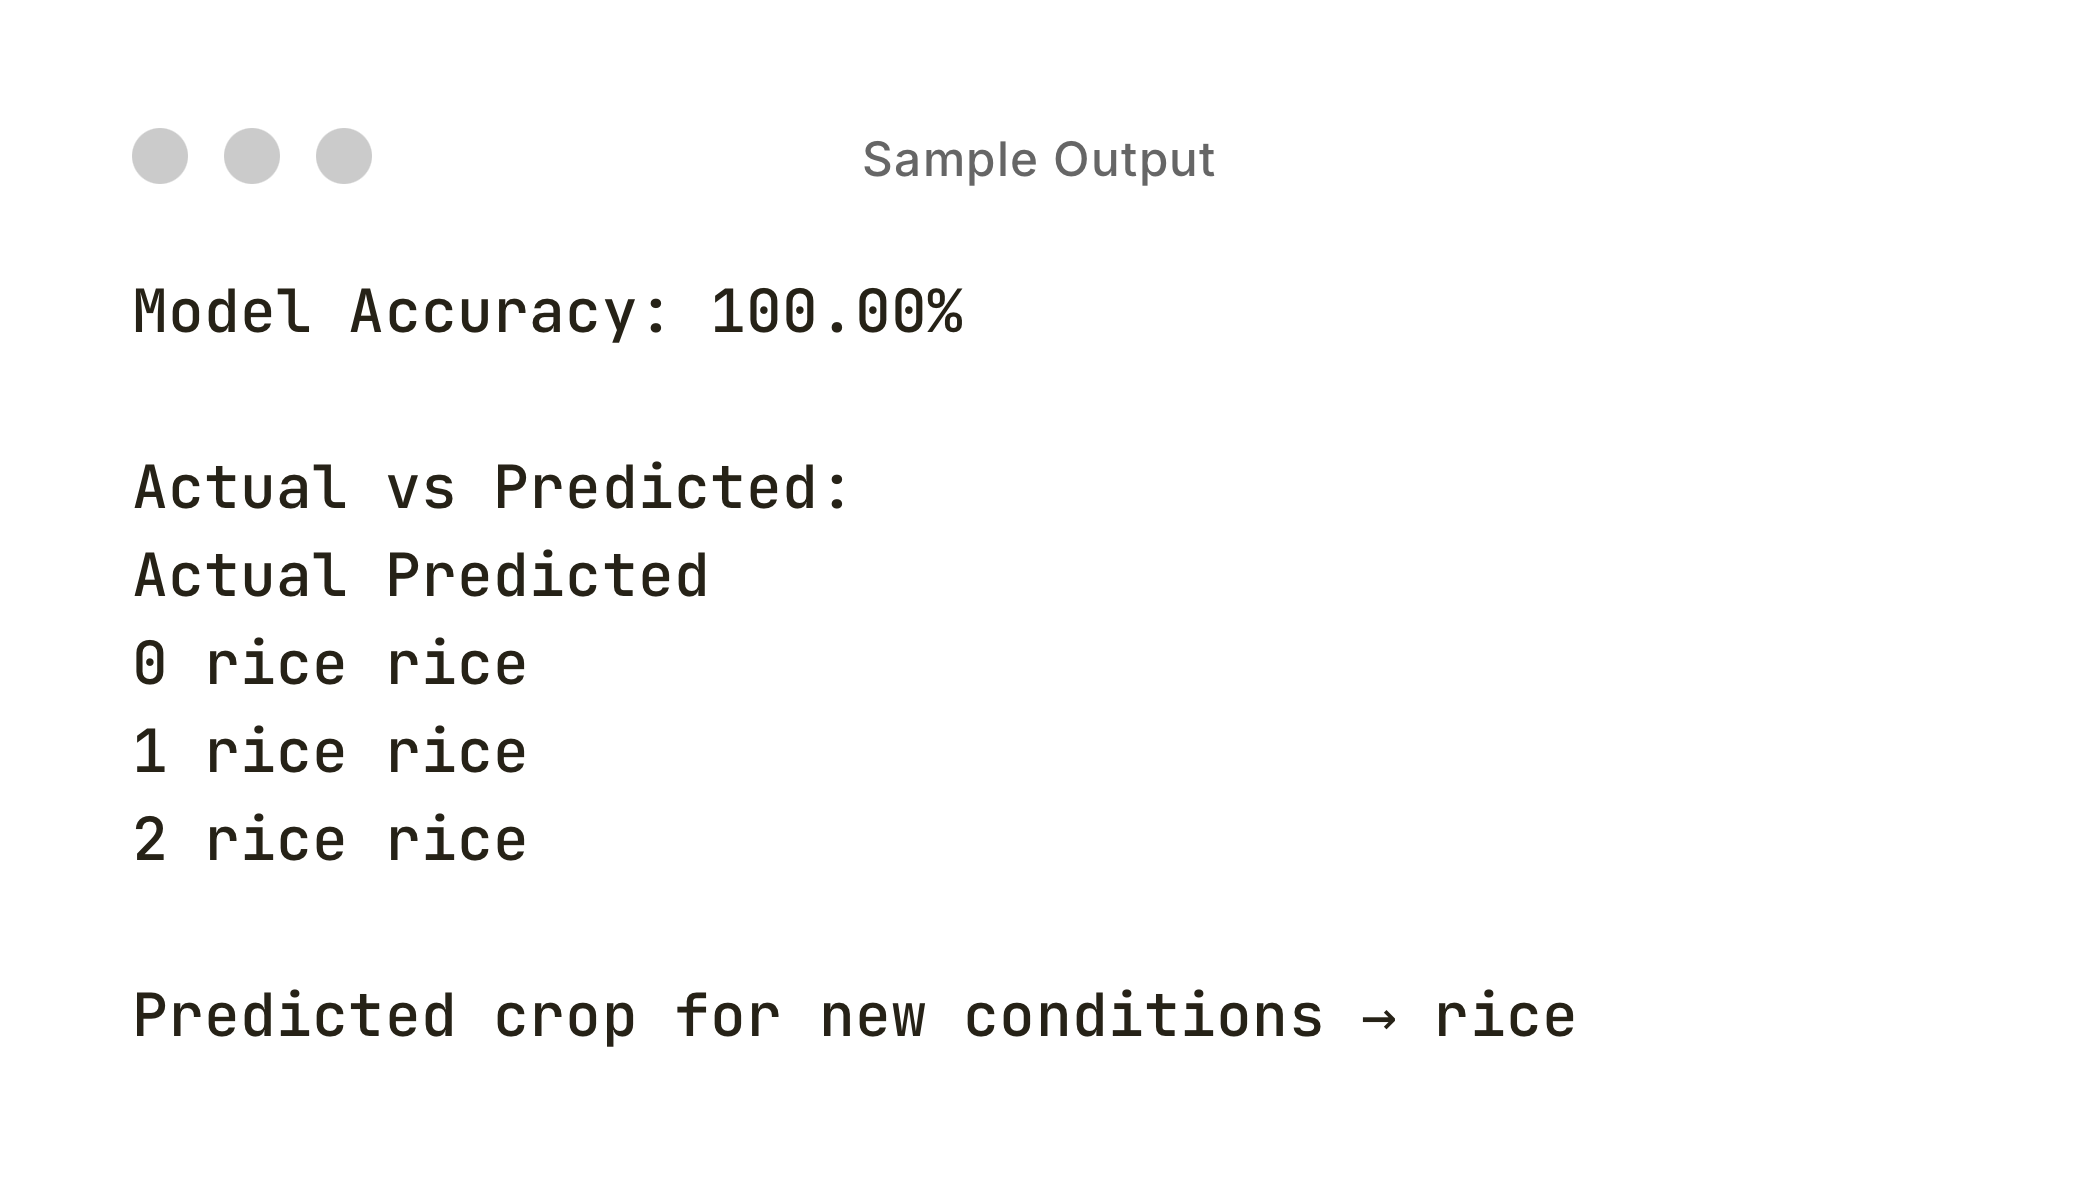 Sample Output
Model Accuracy: 100.00%
Actual vs Predicted:
Actual Predicted
0 rice rice
1 rice rice
2 rice rice
Predicted crop for new conditions → rice